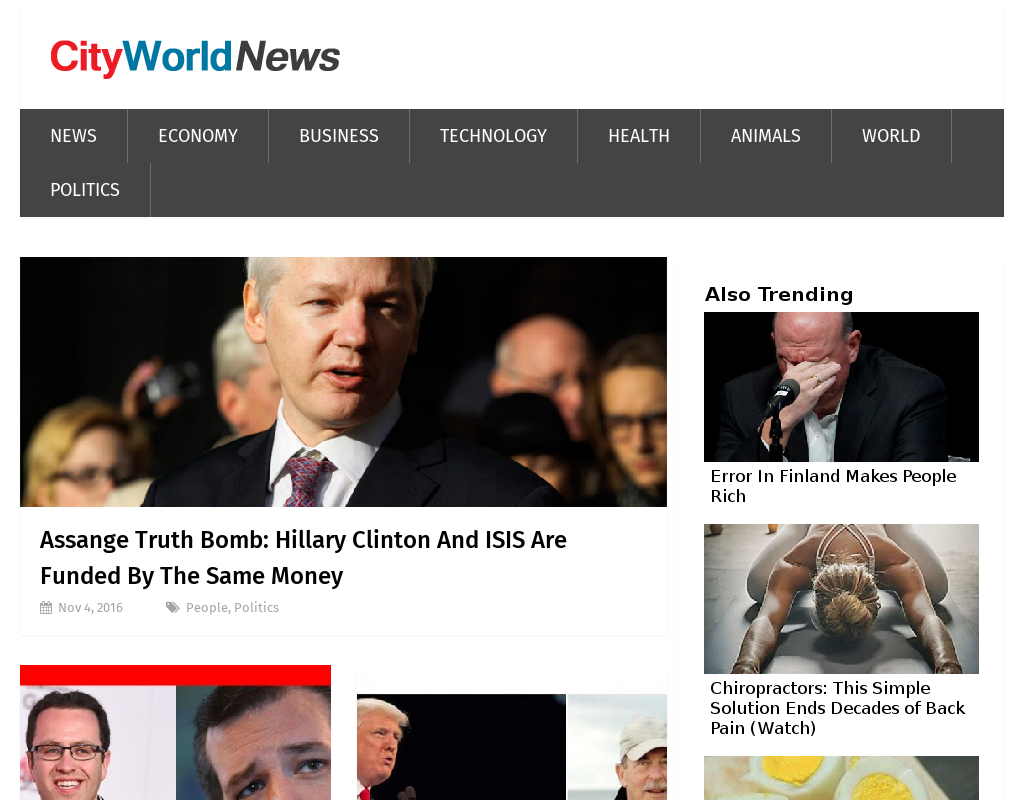 CityWorldNews
NEWS
ECONOMY
BUSINESS
TECHNOLOGY
HEALTH
ANIMALS
WORLD
POLITICS
Assange Truth Bomb: Hillary Clinton And ISIS Are
Funded By The Same Money
Nov 4, 2016
People, Politics
Also Trending
Error In Finland Makes People
Rich
Chiropractors: This Simple
Solution Ends Decades of Back
Pain (Watch)